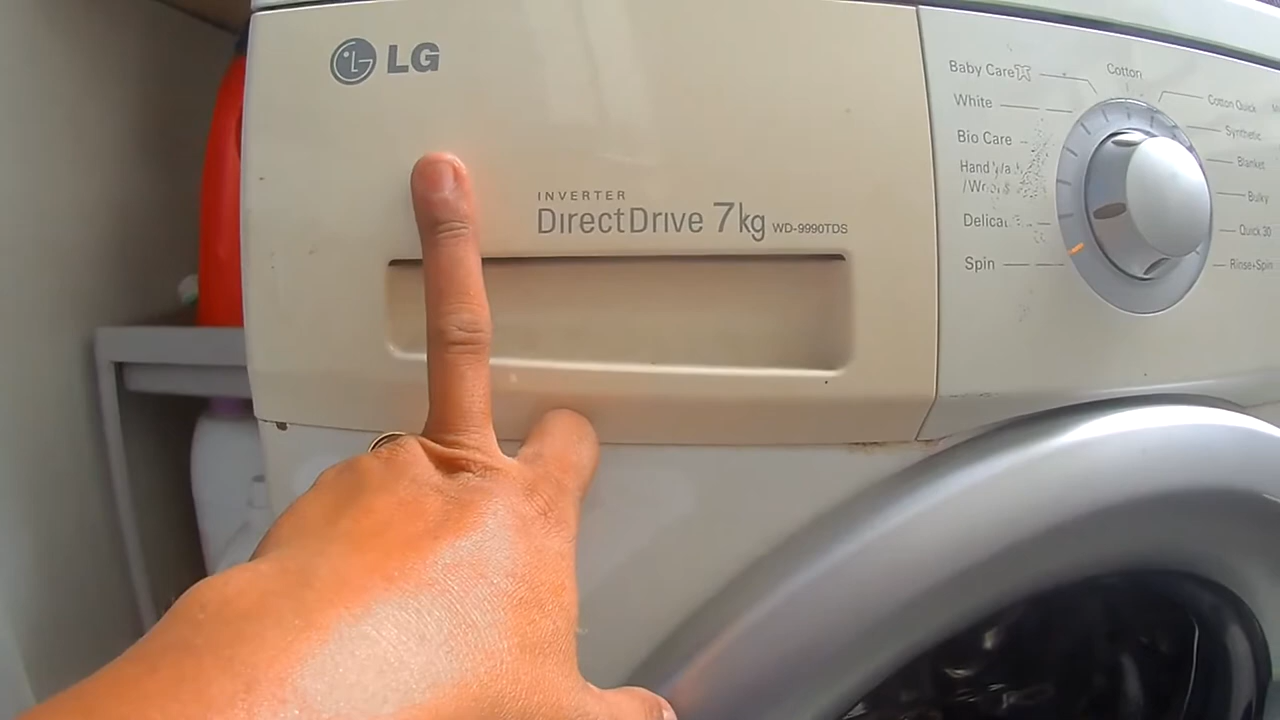 LG
INVERTER
DirectDrive 7kg WD-9990TDS
Baby Care
White
Bio Care
Hand
Spin
Cotton
Cotton Quick
Synthetic
Blanket
Bulky
Quick 30
Rinse+Spin